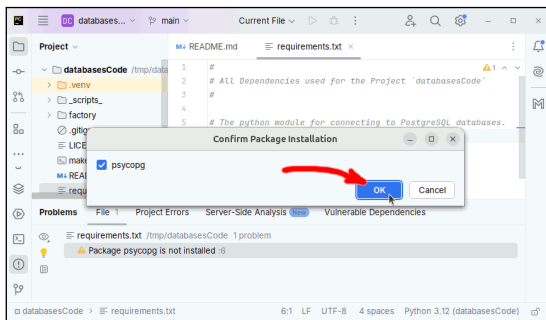 PC
DC databases...
main
Current File
Project
M↓ README.md
requirements.txt
databasesCode /tmp/data
.venv
_scripts_
factory
.gitig
LICE
mak
M↓ REAI
requ
1
2
3
4
5
#
# All Dependencies used for the Project `databasesCode`
#
# The python module for connecting to PostgreSQL databases.
1
Confirm Package Installation
psycopg
OK
Cancel
Problems
File 1
Project Errors
Server-Side Analysis New
Vulnerable Dependencies
requirements.txt /tmp/databasesCode 1 problem
Package psycopg is not installed :6
databasesCode > requirements.txt
6:1 LF UTF-8 4 spaces Python 3.12 (databasesCode)